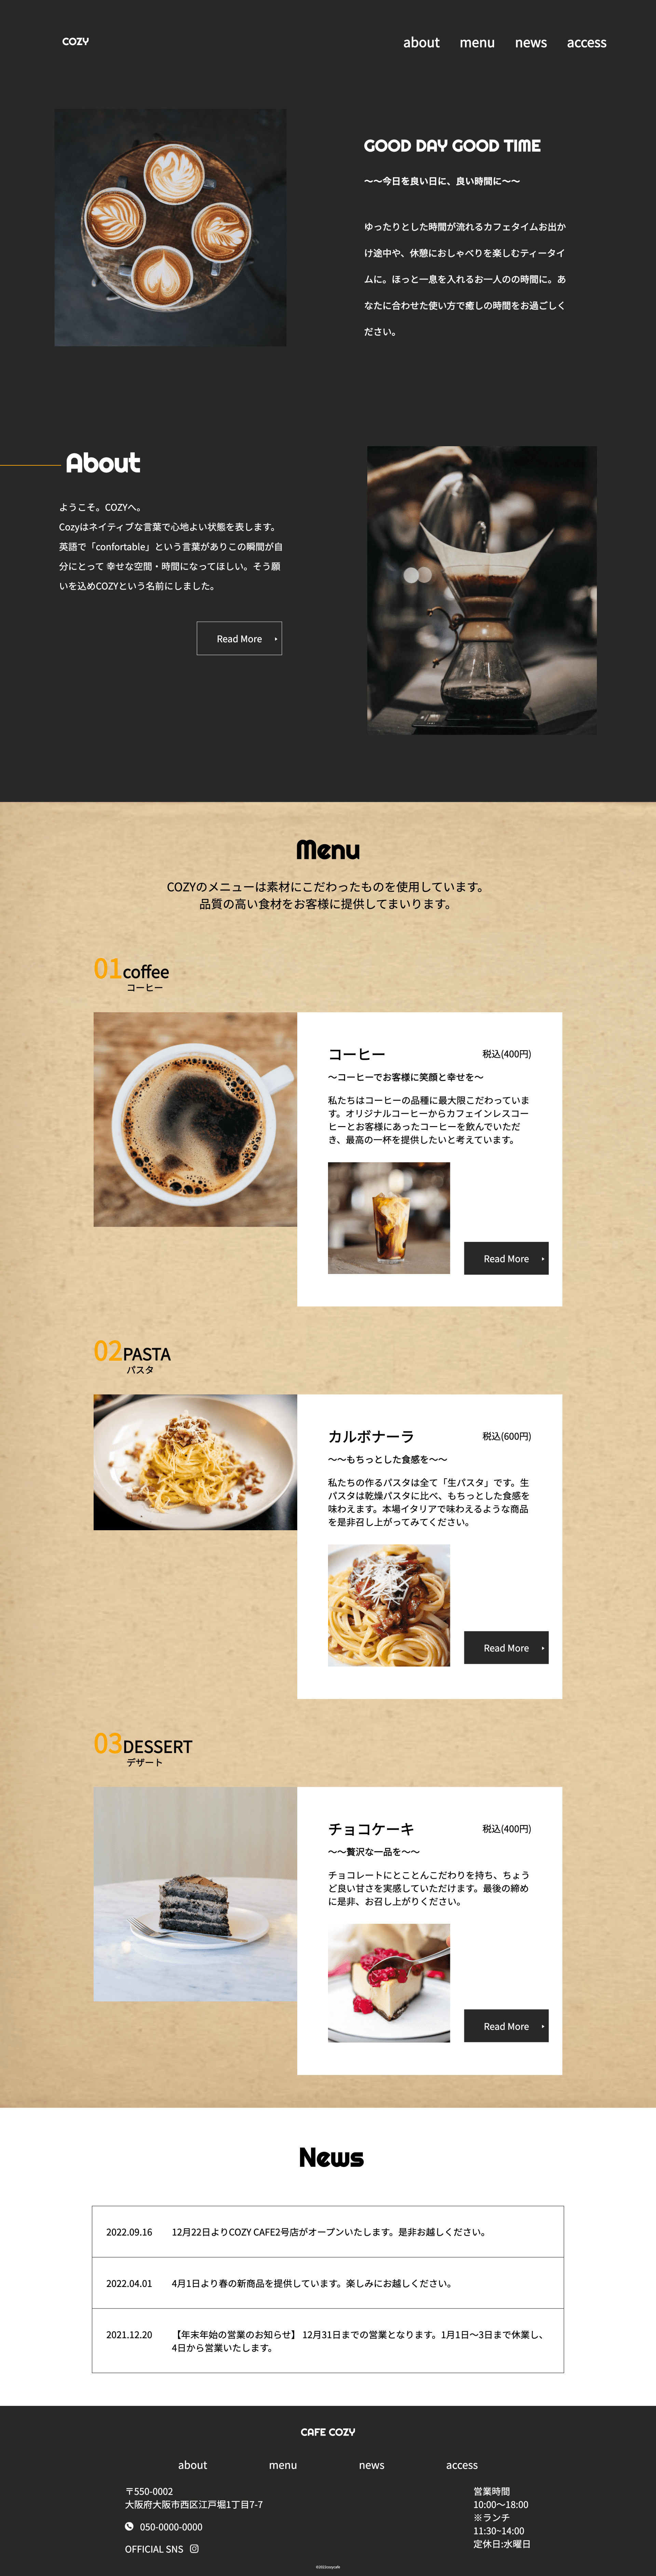 COZY
about menu news access
GOOD DAY GOOD TIME
～～今日を良い日に、良い時間に～～
ゆったりとした時間が流れるカフェタイムお出か
け途中や、休憩におしゃべりを楽しむティータイ
ムに。ほっと一息を入れるお一人のの時間に。あ
なたに合わせた使い方で癒しの時間をお過ごしく
ださい。
About
ようこそ。COZYへ。
Cozyはネイティブな言葉で心地よい状態を表します。
英語で「confortable」という言葉がありこの瞬間が自
分にとって 幸せな空間・時間になってほしい。そう願
いを込めCOZYという名前にしました。
Read More
Menu
COZYのメニューは素材にこだわったものを使用しています。
品質の高い食材をお客様に提供してまいります。
01coffee
コーヒー
コーヒー 税込(400円)
～コーヒーでお客様に笑顔と幸せを～
私たちはコーヒーの品種に最大限こだわっていま
す。オリジナルコーヒーからカフェインレスコー
ヒーとお客様にあったコーヒーを飲んでいただ
き、最高の一杯を提供したいと考えています。
Read More
02PASTA
パスタ
カルボナーラ 税込(600円)
～～もちっとした食感を～～
私たちの作るパスタは全て「生パスタ」です。生
パスタは乾燥パスタに比べ、もちっとした食感を
味わえます。本場イタリアで味わえるような商品
を是非召し上がってみてください。
Read More
03DESSERT
デザート
チョコケーキ 税込(400円)
～～贅沢な一品を～～
チョコレートにとことんこだわりを持ち、ちょう
ど良い甘さを実感していただけます。最後の締め
に是非、お召し上がりください。
Read More
News
2022.09.16 12月22日よりCOZY CAFE2号店がオープンいたします。是非お越しください。
2022.04.01 4月1日より春の新商品を提供しています。楽しみにお越しください。
2021.12.20 【年末年始の営業のお知らせ】 12月31日までの営業となります。1月1日～3日まで休業し、
4日から営業いたします。
CAFE COZY
about menu news access
〒550-0002
大阪府大阪市西区江戸堀1丁目7-7
050-0000-0000
OFFICIAL SNS
営業時間
10:00～18:00
※ランチ
11:30~14:00
定休日:水曜日
©2022cozycafe